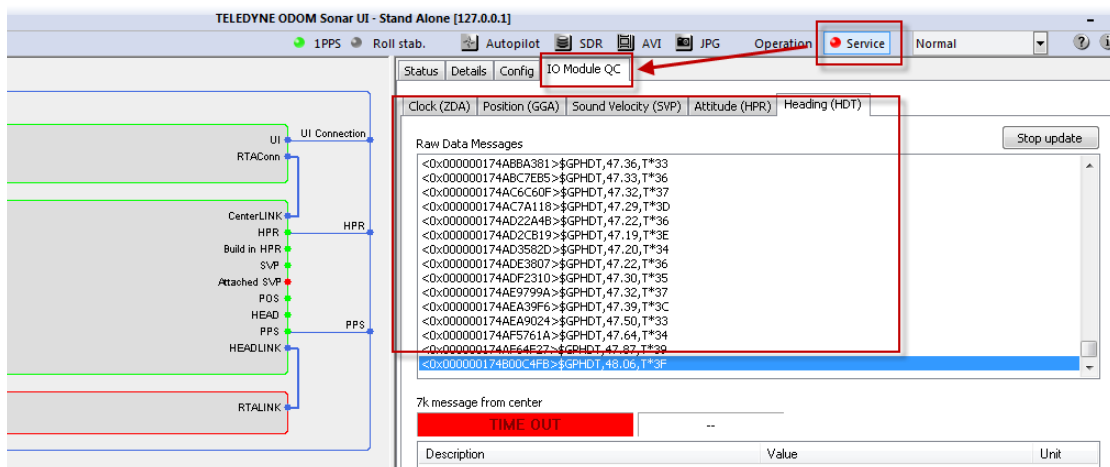 TELEDYNE ODOM Sonar UI - Stand Alone [127.0.0.1]
1PPS Roll stab. Autopilot SDR AVI JPG Operation Service Normal
Status Details Config IO Module QC
Clock (ZDA) Position (GGA) Sound Velocity (SVP) Attitude (HPR) Heading (HDT)
Raw Data Messages
Stop update
<0x000000174ABBA381>$GPHDT,47.36,T*33
<0x000000174ABC7EB5>$GPHDT,47.33,T*36
<0x000000174AC6C60F>$GPHDT,47.32,T*37
<0x000000174AC7A118>$GPHDT,47.29,T*3D
<0x000000174AD22A4B>$GPHDT,47.22,T*36
<0x000000174AD2CB19>$GPHDT,47.19,T*3E
<0x000000174AD3582D>$GPHDT,47.20,T*34
<0x000000174ADE3807>$GPHDT,47.22,T*36
<0x000000174ADF2310>$GPHDT,47.30,T*35
<0x000000174AE9799A>$GPHDT,47.32,T*37
<0x000000174AEA39F6>$GPHDT,47.39,T*3C
<0x000000174AEA9024>$GPHDT,47.50,T*33
<0x000000174AF5761A>$GPHDT,47.64,T*34
<0x000000174AF64E27>$GPHDT,47.87,T*39
<0x000000174B00C4FB>$GPHDT,48.06,T*3F
7k message from center
TIME OUT --
Description Value Unit
UI
UI Connection
RTAConn
CenterLINK
HPR
HPR
Build in HPR
SVP
Attached SVP
POS
HEAD
PPS
PPS
HEADLINK
RTALINK